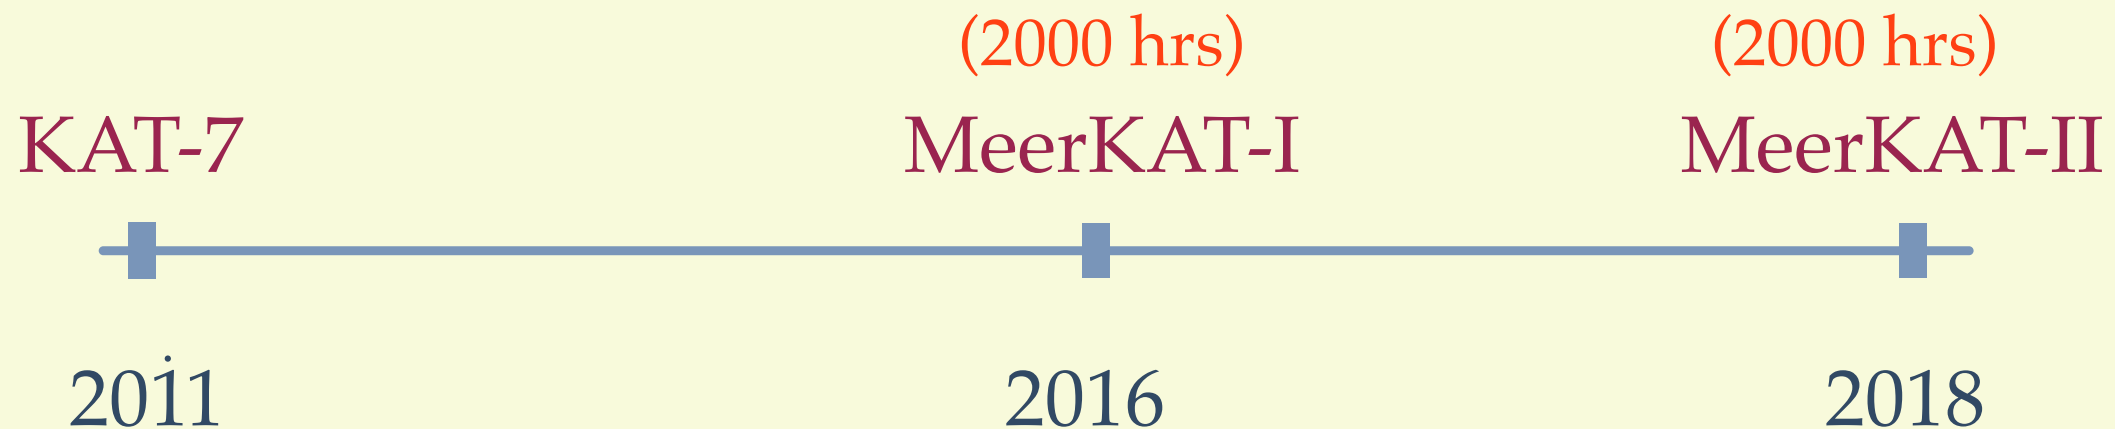 (2000 hrs) (2000 hrs)
KAT-7 MeerKAT-I MeerKAT-II
2011 2016 2018